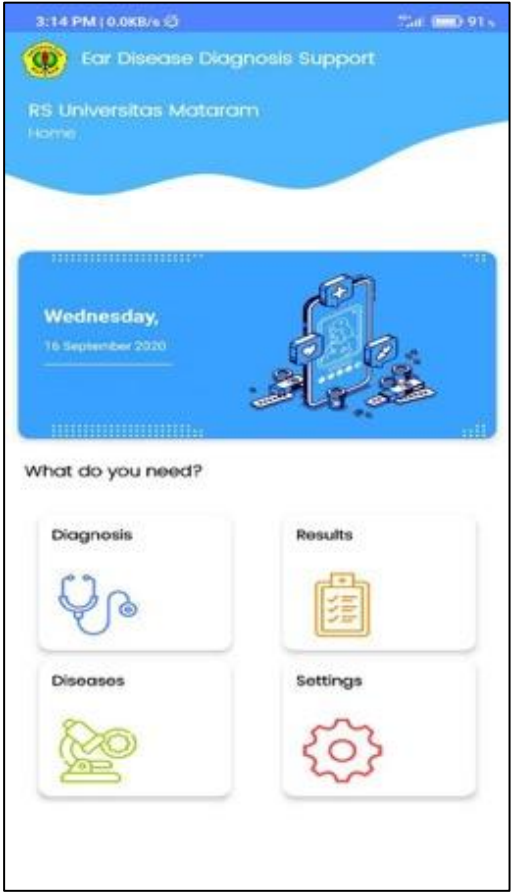 3:14 PM | 0.0KB/s
91%
Ear Disease Diagnosis Support
RS Universitas Mataram
Home
Wednesday,
16 September 2020
What do you need?
Diagnosis
Results
Diseases
Settings